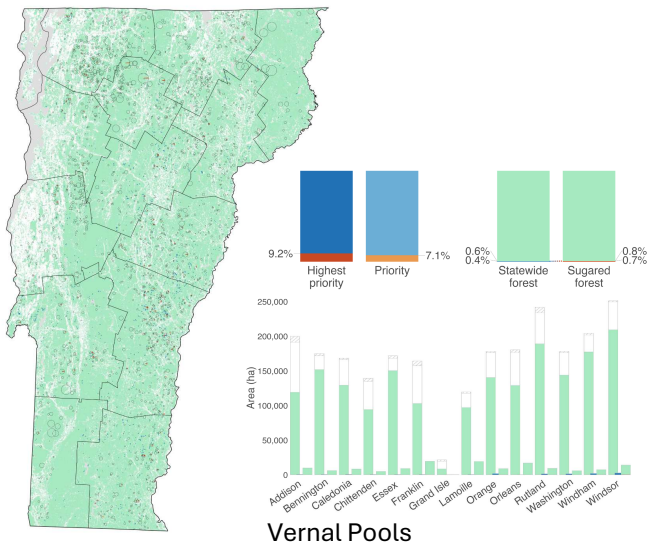 9.2%
7.1%
0.6%
0.4%
0.8%
0.7%
Highest
priority
Priority
Statewide
forest
Sugared
forest
250,000
200,000
150,000
100,000
50,000
0
Area (ha)
Addison
Bennington
Caledonia
Chittenden
Essex
Franklin
Grand Isle
Lamoille
Orange
Orleans
Rutland
Washington
Windham
Windsor
Vernal Pools